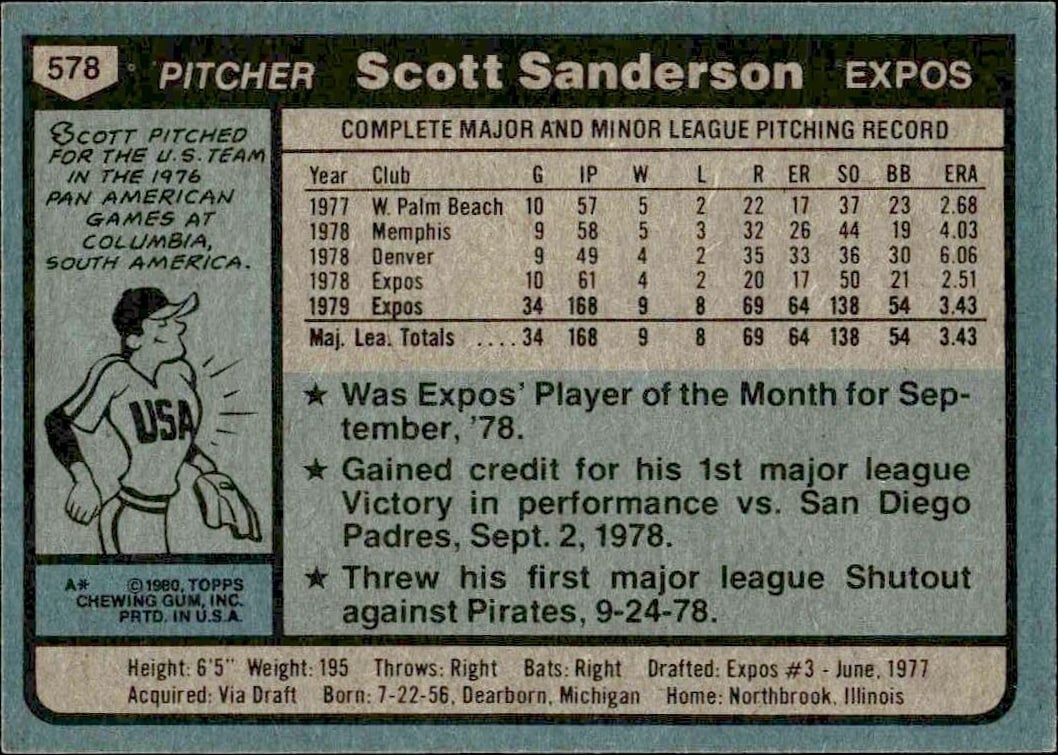 578 PITCHER Scott Sanderson EXPOS
SCOTT PITCHED
FOR THE U.S. TEAM
IN THE 1976
PAN AMERICAN
GAMES AT
COLUMBIA,
SOUTH AMERICA.
USA
A* ©1980, TOPPS
CHEWING GUM, INC.
PRTD. IN U.S.A.
COMPLETE MAJOR AND MINOR LEAGUE PITCHING RECORD
Year Club G IP W L R ER SO BB ERA
1977 W. Palm Beach 10 57 5 2 22 17 37 23 2.68
1978 Memphis 9 58 5 3 32 26 44 19 4.03
1978 Denver 9 49 4 2 35 33 36 30 6.06
1978 Expos 10 61 4 2 20 17 50 21 2.51
1979 Expos 34 168 9 8 69 64 138 54 3.43
Maj. Lea. Totals .... 34 168 9 8 69 64 138 54 3.43
★ Was Expos' Player of the Month for Sep-
tember, '78.
★ Gained credit for his 1st major league
Victory in performance vs. San Diego
Padres, Sept. 2, 1978.
★ Threw his first major league Shutout
against Pirates, 9-24-78.
Height: 6'5" Weight: 195 Throws: Right Bats: Right Drafted: Expos #3 - June, 1977
Acquired: Via Draft Born: 7-22-56, Dearborn, Michigan Home: Northbrook, Illinois